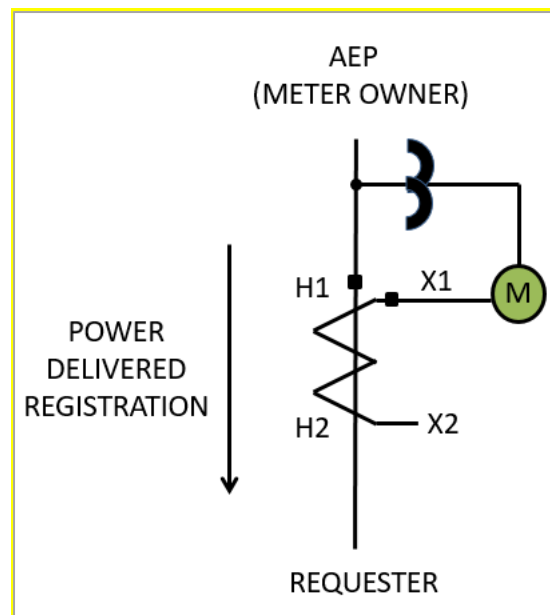 AEP
(METER OWNER)
H1
X1
M
POWER
DELIVERED
REGISTRATION
H2
X2
REQUESTER